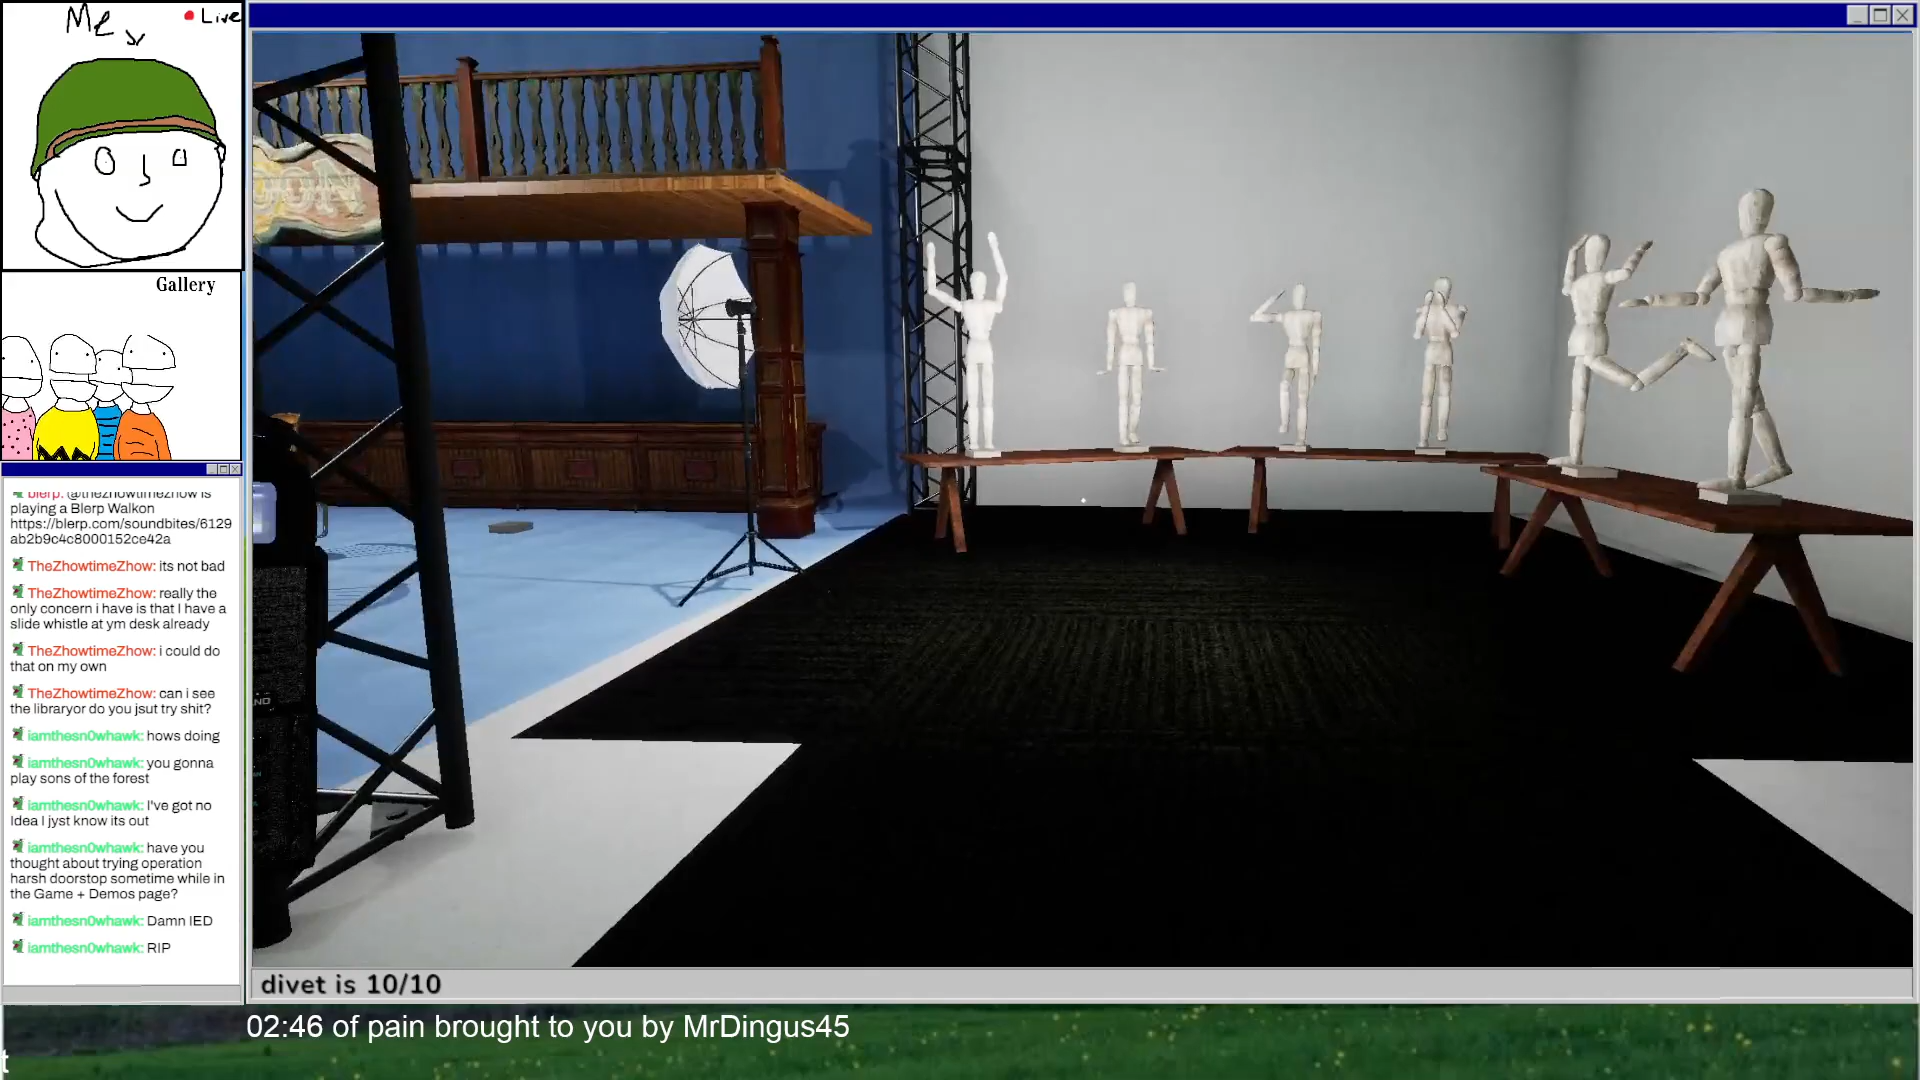 Me
Live
Gallery
blerp: @thezhowtimezhow is
playing a Blerp Walkon
https://blerp.com/soundbites/6129
ab2b9c4c8000152ce42a
TheZhowtimeZhow: its not bad
TheZhowtimeZhow: really the
only concern i have is that I have a
slide whistle at ym desk already
TheZhowtimeZhow: i could do
that on my own
TheZhowtimeZhow: can i see
the libraryor do you jsut try shit?
iamthesn0whawk: hows doing
iamthesn0whawk: you gonna
play sons of the forest
iamthesn0whawk: I've got no
Idea I jyst know its out
iamthesn0whawk: have you
thought about trying operation
harsh doorstop sometime while in
the Game + Demos page?
iamthesn0whawk: Damn IED
iamthesn0whawk: RIP
divet is 10/10
02:46 of pain brought to you by MrDingus45
t